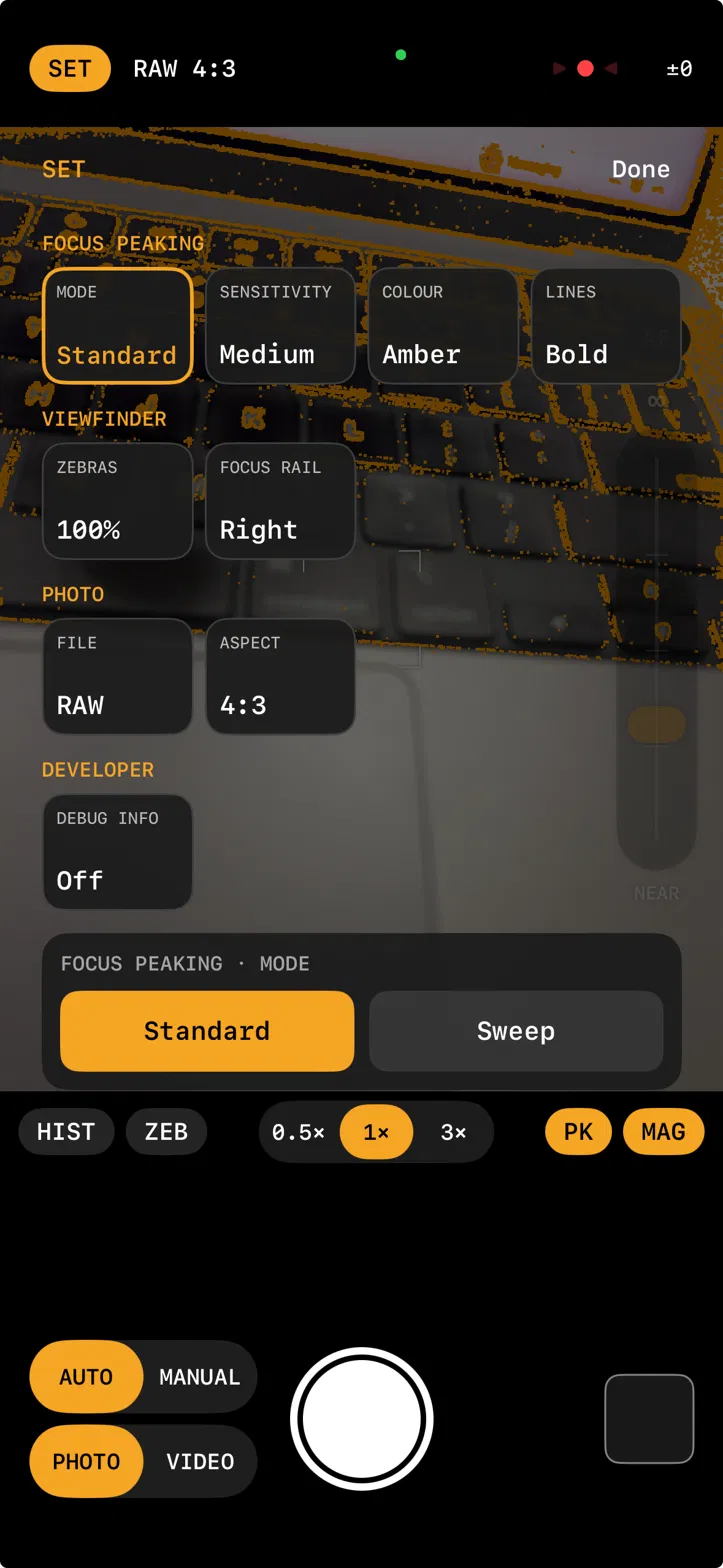 SET RAW 4:3 ±0
SET Done
FOCUS PEAKING
MODE SENSITIVITY COLOUR LINES
Standard Medium Amber Bold
AF
∞
VIEWFINDER
ZEBRAS FOCUS RAIL
100% Right
PHOTO
FILE ASPECT
RAW 4:3
DEVELOPER
DEBUG INFO
Off
NEAR
FOCUS PEAKING · MODE
Standard Sweep
HIST ZEB 0.5× 1× 3× PK MAG
AUTO MANUAL
PHOTO VIDEO